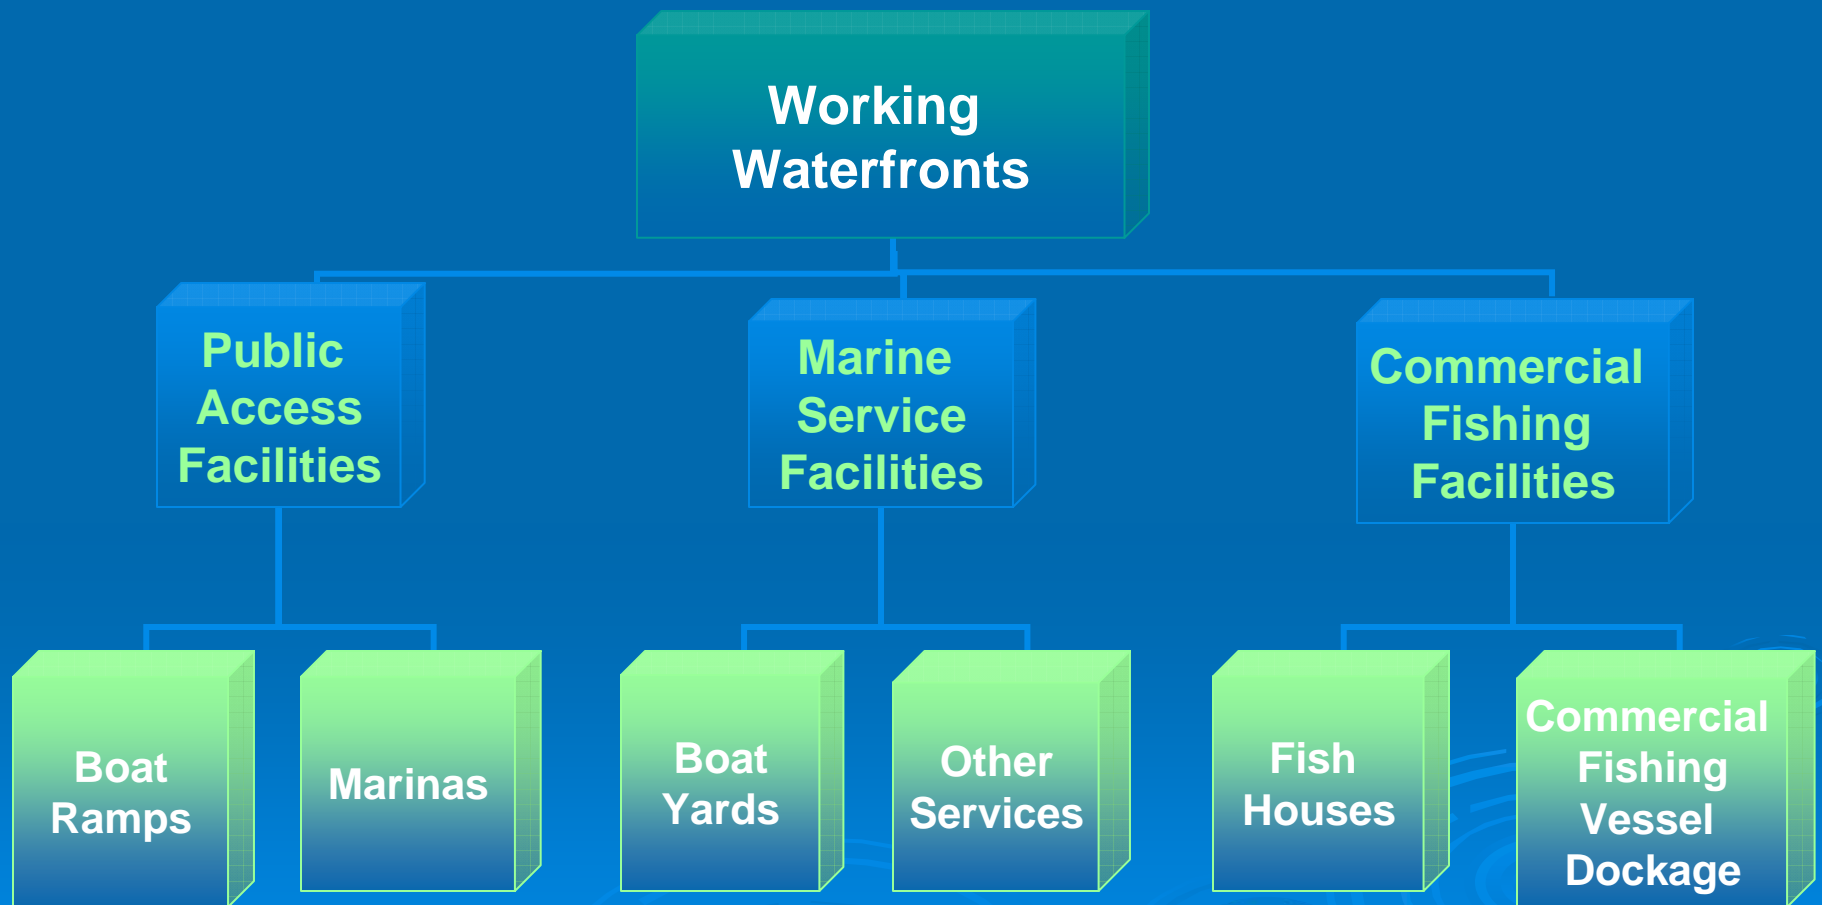 Working
Waterfronts
Public
Access
Facilities
Marine
Service
Facilities
Commercial
Fishing
Facilities
Boat
Ramps
Marinas
Boat
Yards
Other
Services
Fish
Houses
Commercial
Fishing
Vessel
Dockage